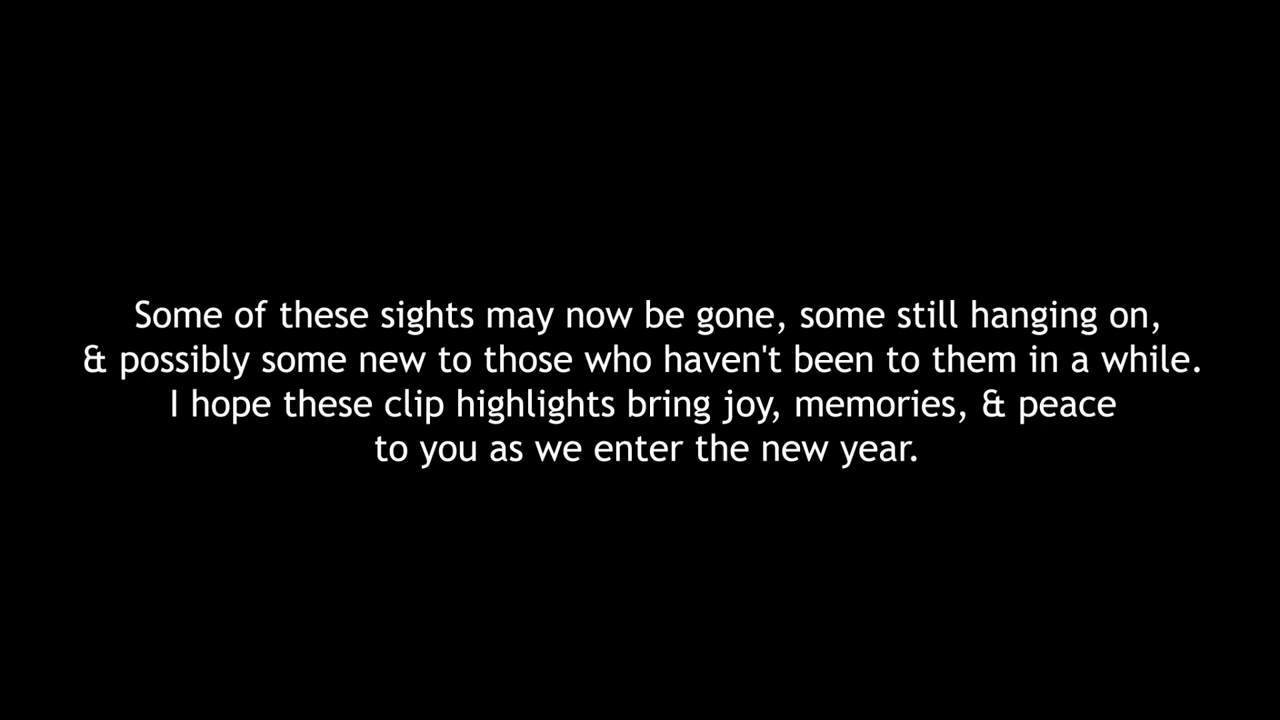 Some of these sights may now be gone, some still hanging on,
& possibly some new to those who haven't been to them in a while.
I hope these clip highlights bring joy, memories, & peace
to you as we enter the new year.